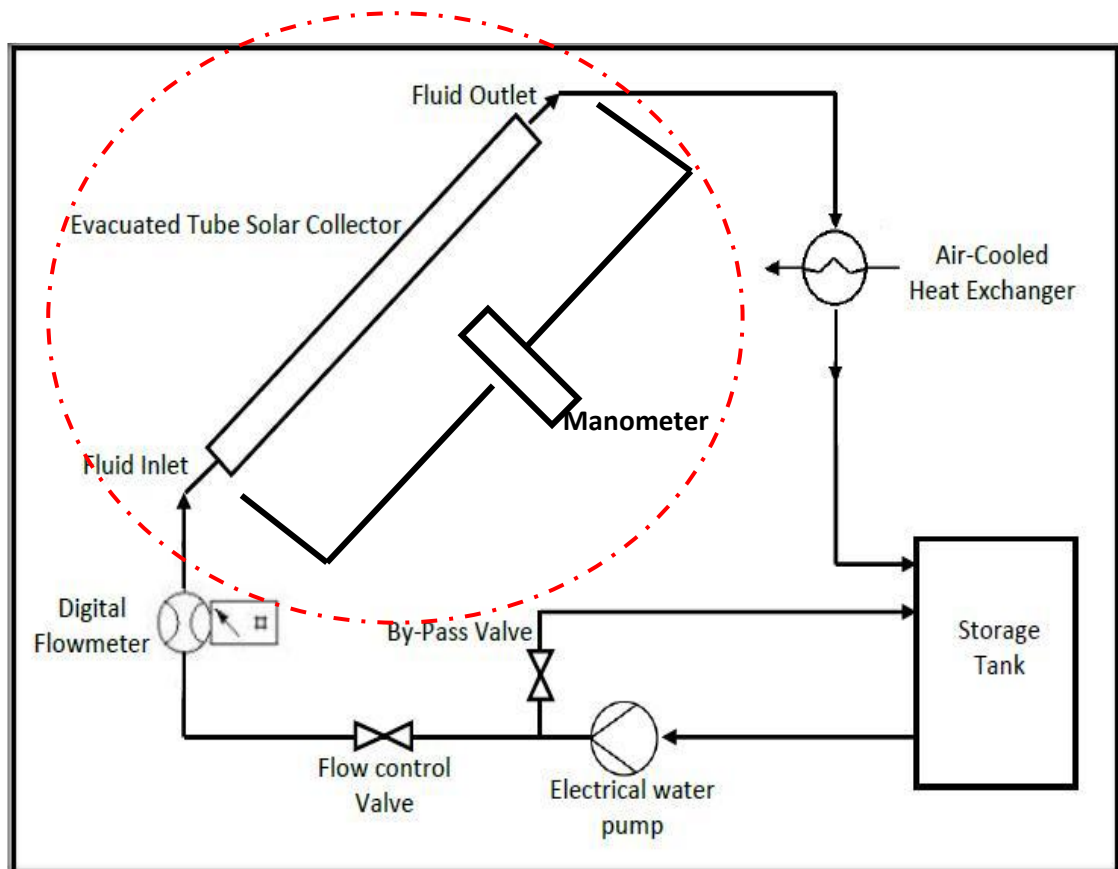 Fluid Outlet
Evacuated Tube Solar Collector
Air-Cooled
Heat Exchanger
Manometer
Fluid Inlet
Digital
Flowmeter
By-Pass Valve
Storage
Tank
Flow control
Valve
Electrical water
pump